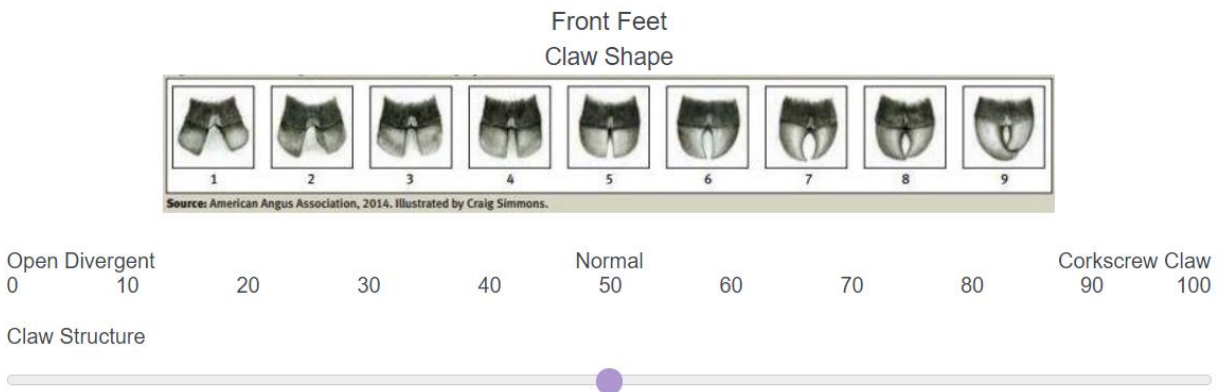 Front Feet
Claw Shape
1 2 3 4 5 6 7 8 9
Source: American Angus Association, 2014. Illustrated by Craig Simmons.
Open Divergent Normal Corkscrew Claw
0 10 20 30 40 50 60 70 80 90 100
Claw Structure